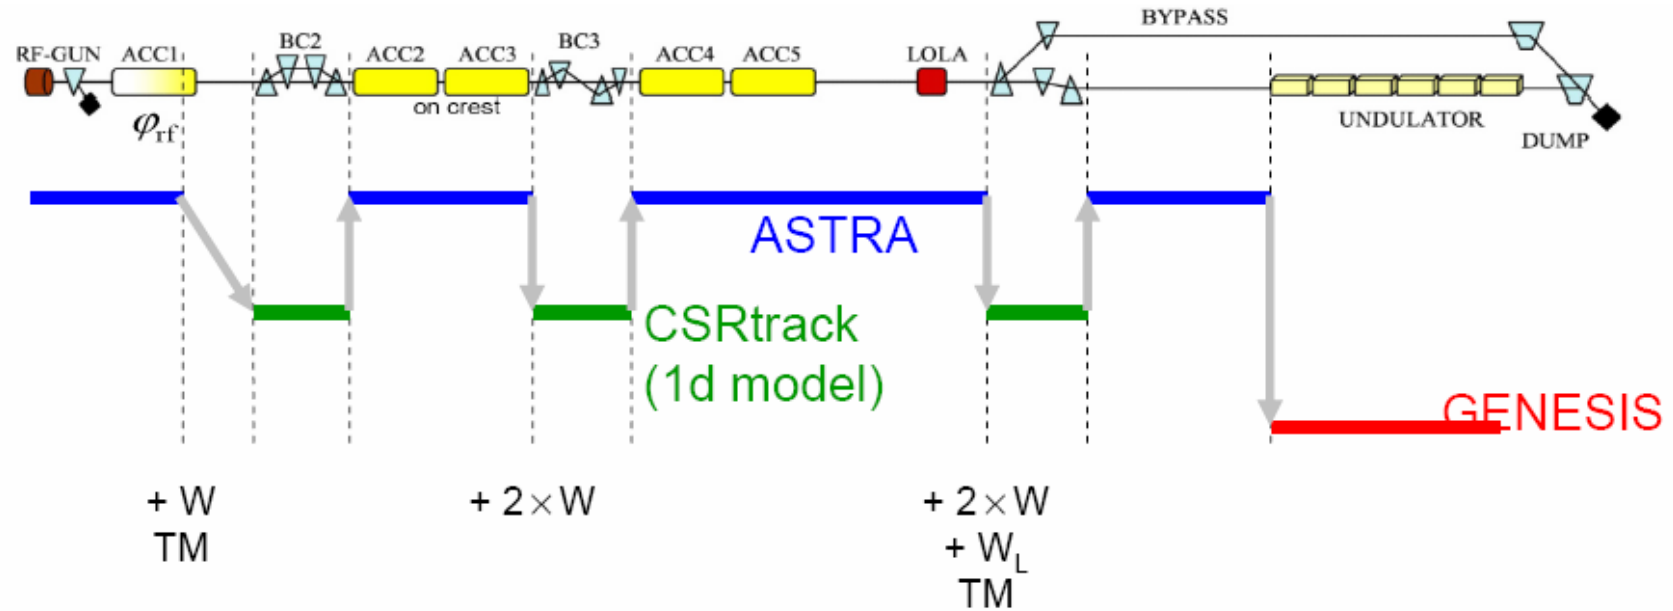 BYPASS
RF-GUN
ACC1
BC2
ACC2
ACC3
BC3
ACC4
ACC5
LOLA
on crest
φrf
UNDULATOR
DUMP
ASTRA
CSRtrack
(1d model)
GENESIS
+ W
TM
+ 2×W
+ 2×W
+ WL
TM